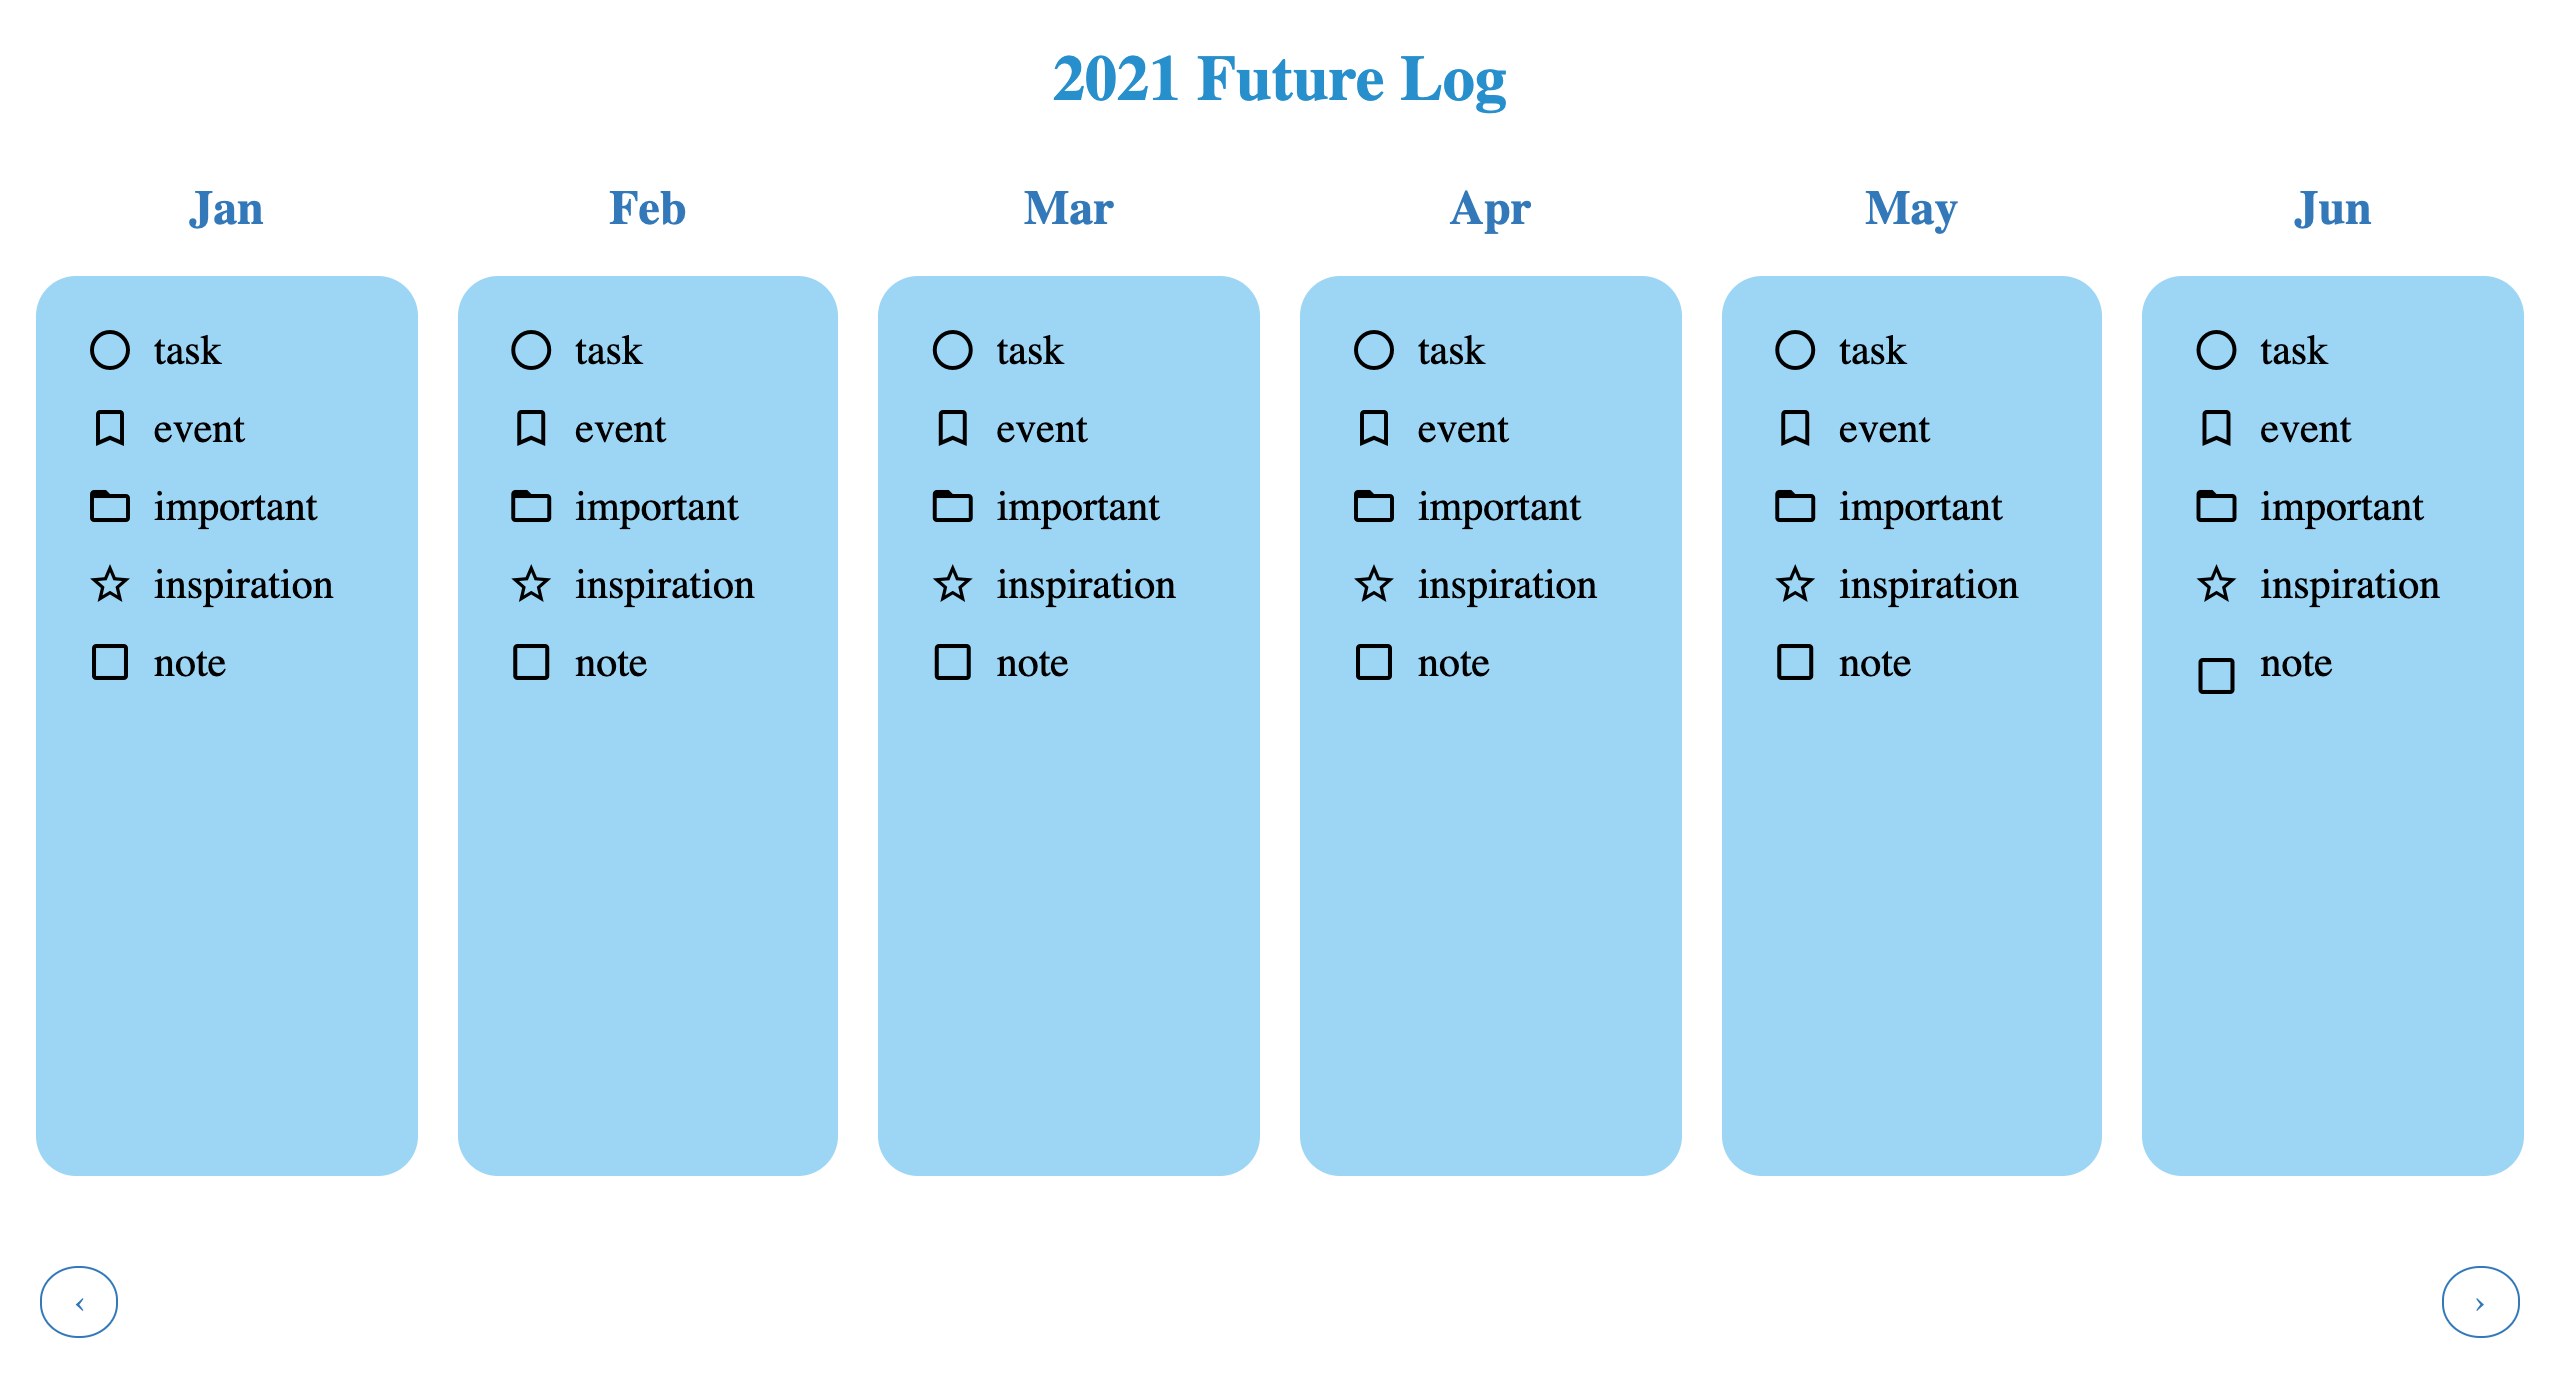 2021 Future Log
Jan
Feb
Mar
Apr
May
Jun
task
event
important
inspiration
note
task
event
important
inspiration
note
task
event
important
inspiration
note
task
event
important
inspiration
note
task
event
important
inspiration
note
task
event
important
inspiration
note
‹
›